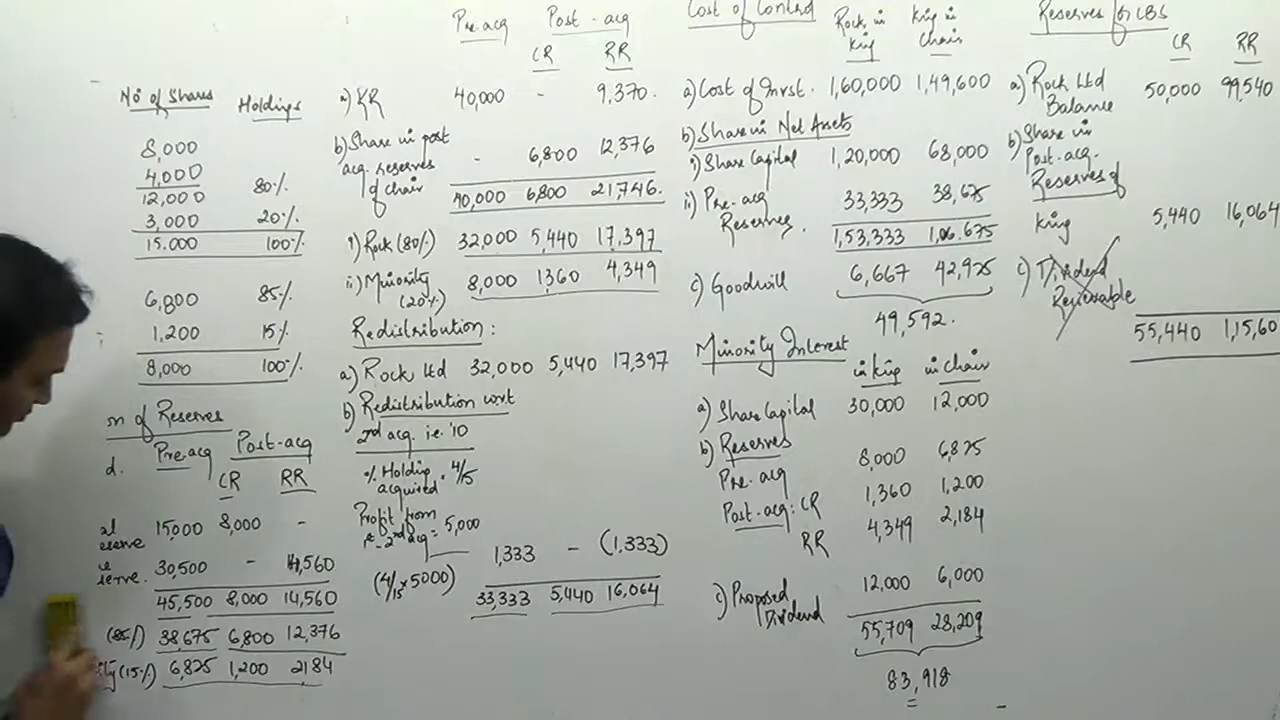 No of Shares Holdings
8,000
4,000
12,000 80%
3,000 20%
15.000 100%
6,800 85%
1,200 15%
8,000 100%
n of Reserves
d. Pre acq Post-acq
CR RR
al
eserve 15,000 8,000 -
e
serve. 30,500 - 14,560
45,500 8,000 14,560
(85%) 38,675 6,800 12,376
ity (15%) 6,825 1,200 2184
Pre acq Post-acq
CR RR
a) KR 40,000 - 9,370.
b) Share in post
acq. reserves - 6,800 12,376
of chair
40,000 6,800 21,746.
i) Rock (80%) 32,000 5,440 17,397
ii) Minority 8,000 1360 4,349
(20%)
Redistribution:
a) Rock Ltd 32,000 5,440 17,397
b) Redistribution wrt
2nd acq. i.e. '10
% Holding
acquired = 4/5
Profit from
1st - 2nd acq = 5,000
1,333 - (1,333)
(4/15 x 5000)
33,333 5,440 16,064
Cost of Control
Rock in King in
King Chair
a) Cost of Invst. 1,60,000 1,49,600
b) Share in Net Assets
i) Share Capital 1,20,000 68,000
ii) Pre-acq 33,333 38,675
Reserves.
1,53,333 1,06.675
c) Goodwill 6,667 42,925
49,592.
Minority Interest
in King in chair
a) Share Capital 30,000 12,000
b) Reserves
Pre-acq 8,000 6,825
Post-acq: CR 1,360 1,200
RR 4,349 2,184
c) Proposed 12,000 6,000
Dividend
55,709 28,209
83,918
Reserves for CBS
CR RR
a) Rock Ltd 50,000 99,540
Balance
b) Share in
Post-acq.
Reserves of
King 5,440 16,064
c) Dividend
Receivable
55,440 1,15,60